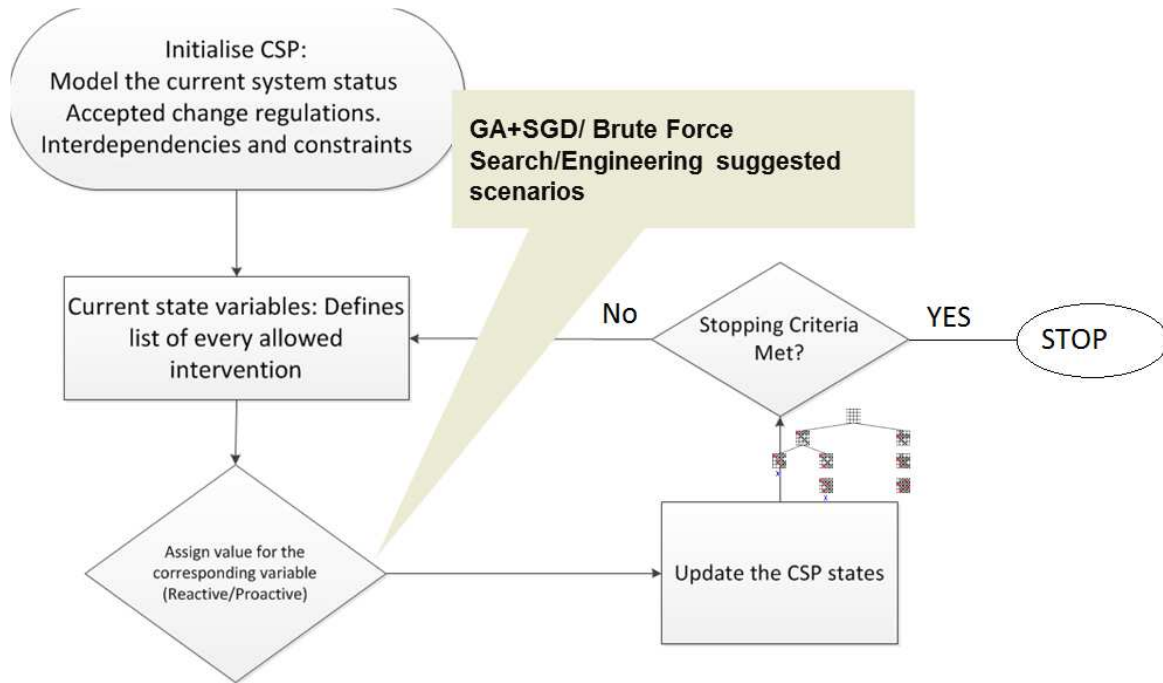 Initialise CSP:
Model the current system status
Accepted change regulations.
Interdependencies and constraints
GA+SGD/ Brute Force
Search/Engineering suggested
scenarios
Current state variables: Defines
list of every allowed
intervention
No
Stopping Criteria
Met?
YES
STOP
Assign value for the
corresponding variable
(Reactive/Proactive)
Update the CSP states
x
x